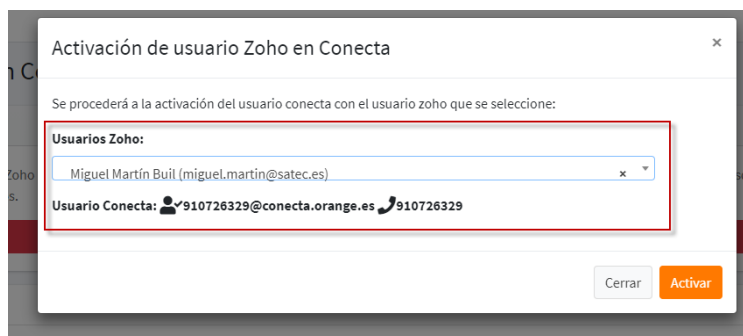 Activación de usuario Zoho en Conecta ×
Se procederá a la activación del usuario conecta con el usuario zoho que se seleccione:
Usuarios Zoho:
Miguel Martín Buil (miguel.martin@satec.es) ×
Usuario Conecta: 910726329@conecta.orange.es 910726329
Cerrar Activar
Zoho
s.